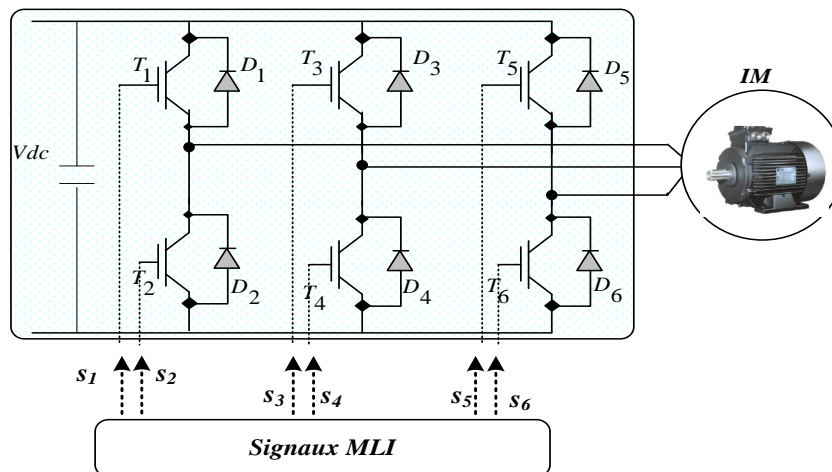 IM
T1
D1
T3
D3
T5
D5
Vdc
T2
D2
T4
D4
T6
D6
s1
s2
s3
s4
s5
s6
Signaux MLI